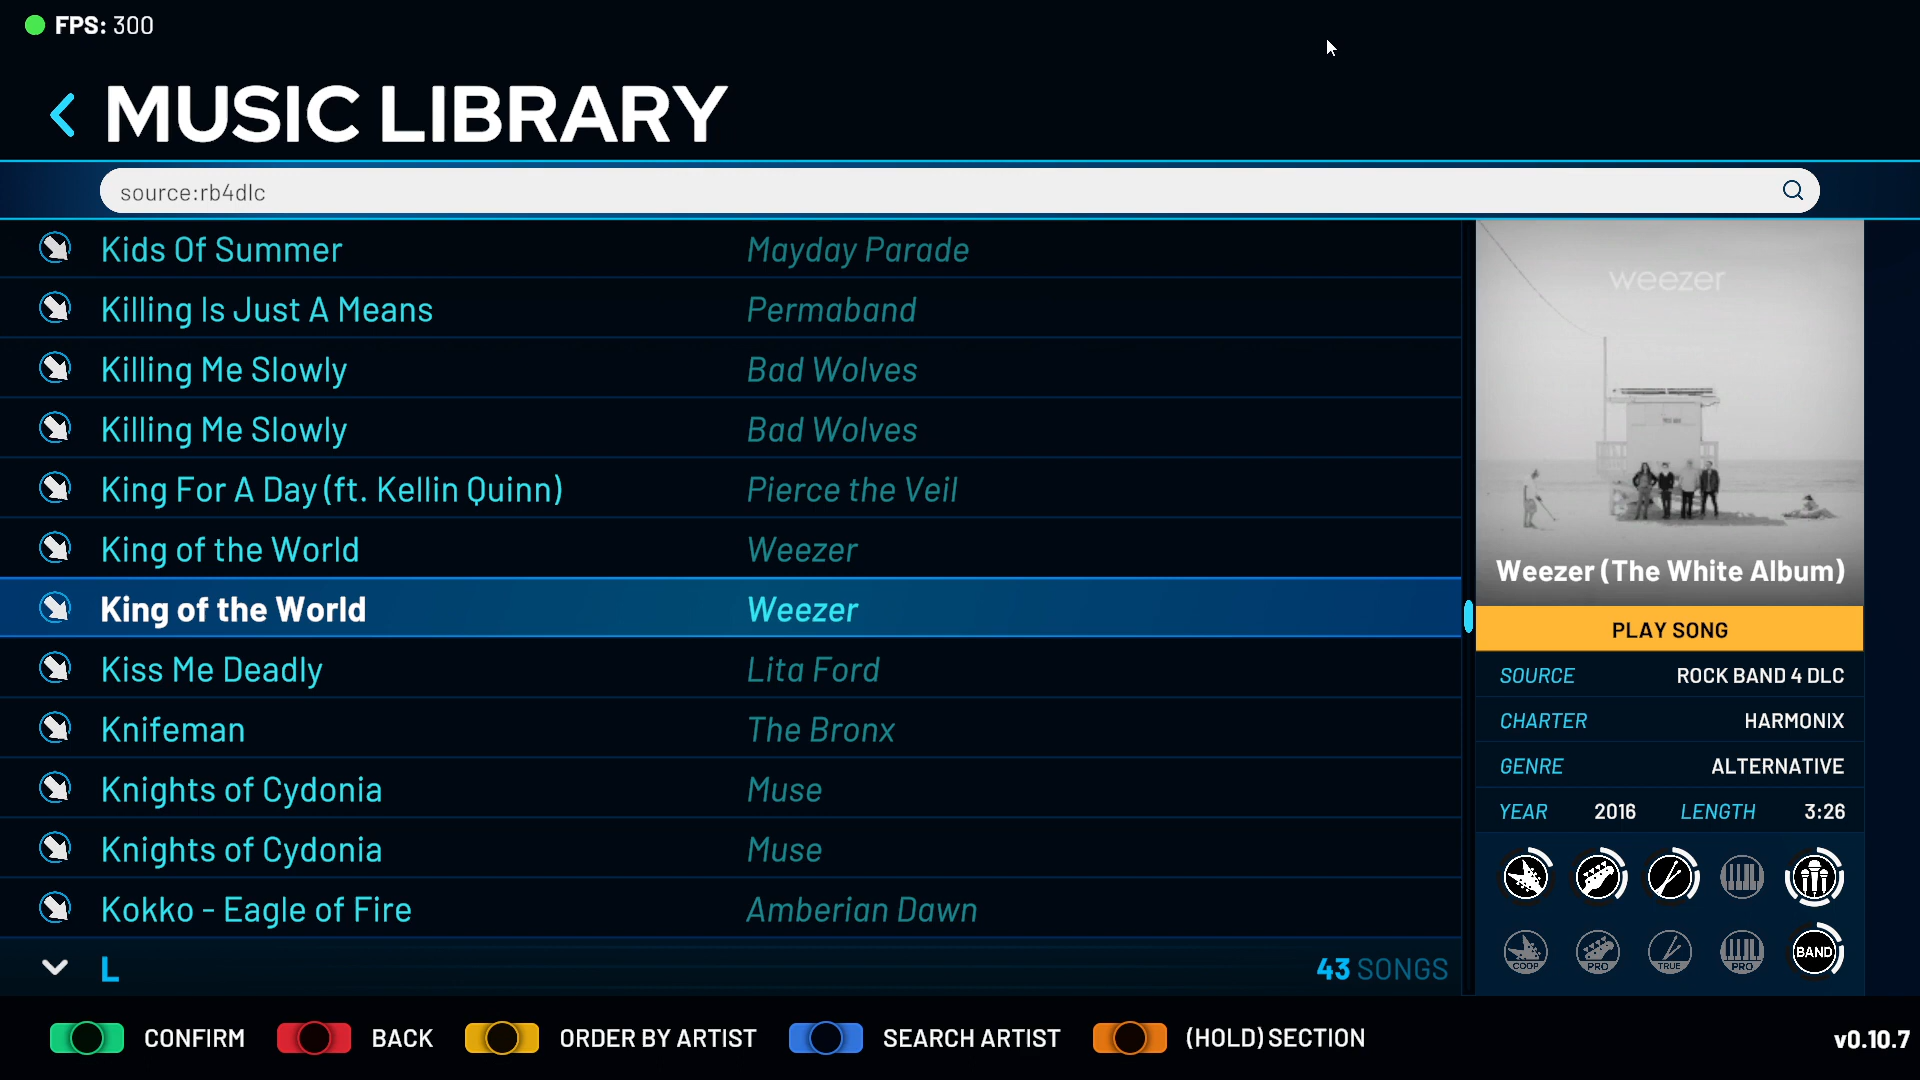 FPS: 300
MUSIC LIBRARY
source:rb4dlc
Kids Of Summer Mayday Parade
Killing Is Just A Means Permaband
Killing Me Slowly Bad Wolves
Killing Me Slowly Bad Wolves
King For A Day (ft. Kellin Quinn) Pierce the Veil
King of the World Weezer
King of the World Weezer
Kiss Me Deadly Lita Ford
Knifeman The Bronx
Knights of Cydonia Muse
Knights of Cydonia Muse
Kokko - Eagle of Fire Amberian Dawn
L 43 SONGS
weezer
Weezer (The White Album)
PLAY SONG
SOURCE ROCK BAND 4 DLC
CHARTER HARMONIX
GENRE ALTERNATIVE
YEAR 2016 LENGTH 3:26
COOP PRO TRUE PRO BAND
CONFIRM BACK ORDER BY ARTIST SEARCH ARTIST (HOLD) SECTION
v0.10.7